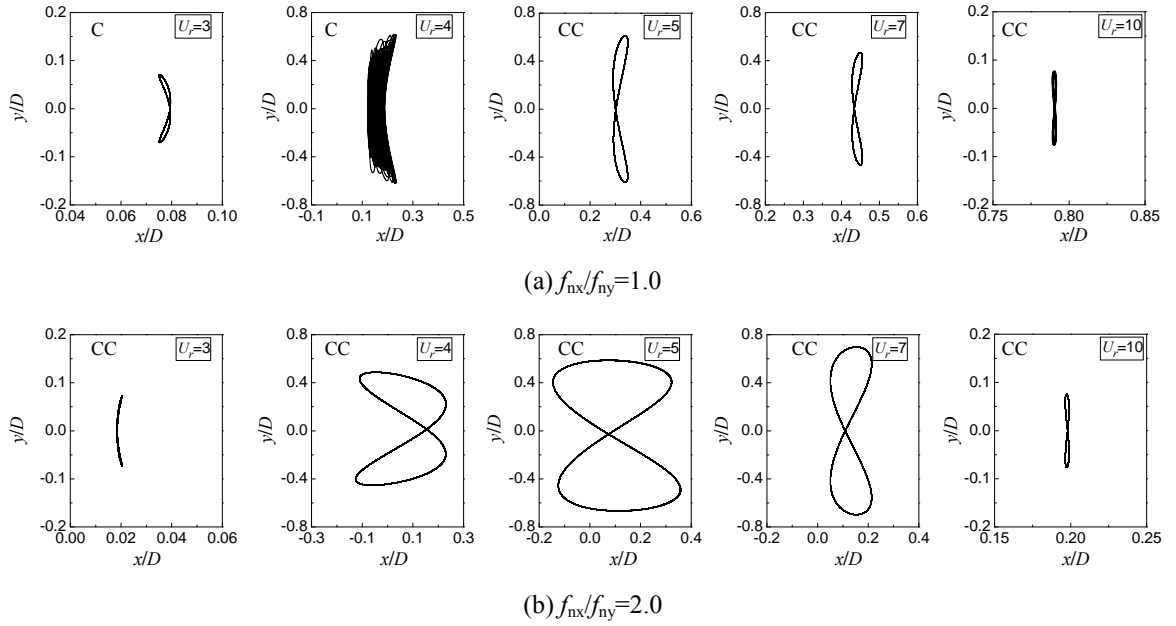 C U_r=3
C U_r=4
CC U_r=5
CC U_r=7
CC U_r=10
y/D 0.2 0.1 0.0 -0.1 -0.2
y/D 0.8 0.4 0.0 -0.4 -0.8
y/D 0.8 0.4 0.0 -0.4 -0.8
y/D 0.8 0.4 0.0 -0.4 -0.8
y/D 0.2 0.1 0.0 -0.1 -0.2
0.04 0.06 0.08 0.10
-0.1 0.1 0.3 0.5
0.0 0.2 0.4 0.6
0.2 0.3 0.4 0.5 0.6
0.75 0.80 0.85
x/D x/D x/D x/D x/D
(a) f_nx/f_ny=1.0
CC U_r=3
CC U_r=4
CC U_r=5
CC U_r=7
CC U_r=10
y/D 0.2 0.1 0.0 -0.1 -0.2
y/D 0.8 0.4 0.0 -0.4 -0.8
y/D 0.8 0.4 0.0 -0.4 -0.8
y/D 0.8 0.4 0.0 -0.4 -0.8
y/D 0.2 0.1 0.0 -0.1 -0.2
0.00 0.02 0.04 0.06
-0.3 -0.1 0.1 0.3
-0.2 0.0 0.2 0.4
-0.2 0.0 0.2 0.4
0.15 0.20 0.25
x/D x/D x/D x/D x/D
(b) f_nx/f_ny=2.0